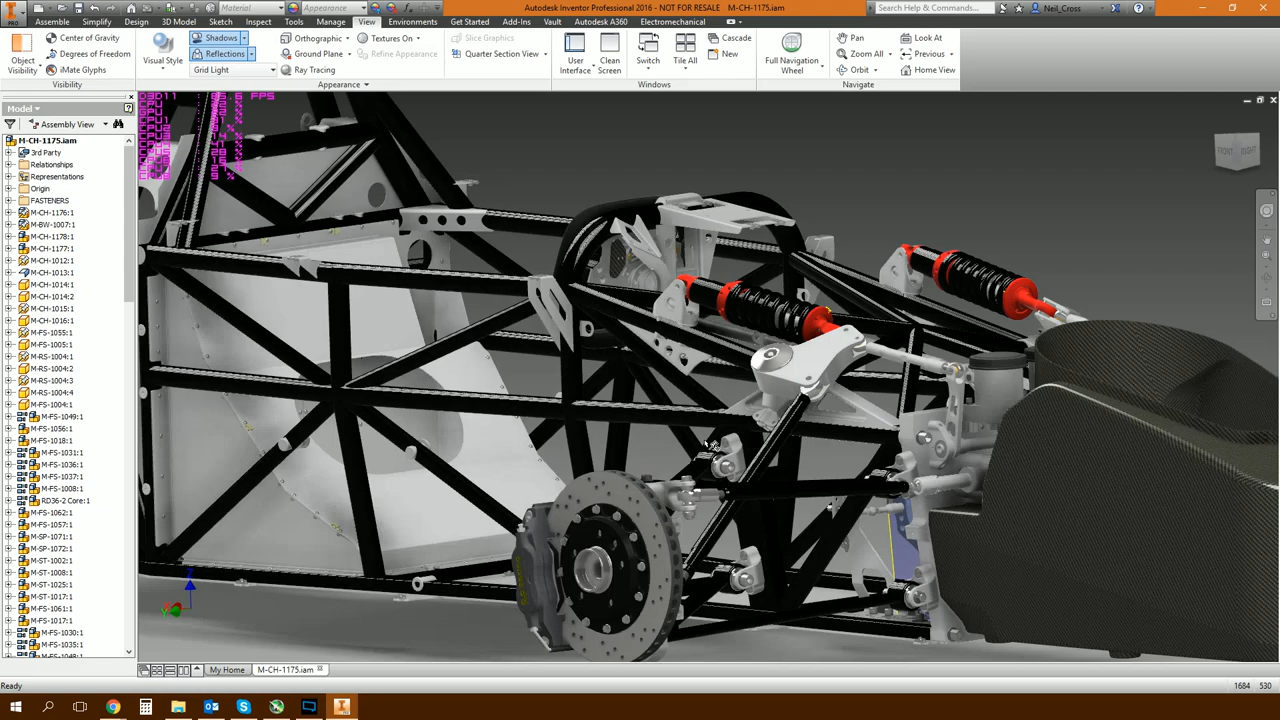 Autodesk Inventor Professional 2016 - NOT FOR RESALE M-CH-1175.iam
Material
Appearance
Search Help & Commands...
Neil_Cross
PRO
Assemble Simplify Design 3D Model Sketch Inspect Tools Manage View Environments Get Started Add-Ins Vault Autodesk A360 Electromechanical
Object Visibility
Center of Gravity
Degrees of Freedom
iMate Glyphs
Visibility
Visual Style
Shadows
Reflections
Grid Light
Orthographic
Ground Plane
Ray Tracing
Textures On
Refine Appearance
Slice Graphics
Quarter Section View
Appearance
User Interface
Clean Screen
Switch
Tile All
Cascade
New
Windows
Full Navigation Wheel
Pan
Zoom All
Orbit
Look At
Previous
Home View
Navigate
Model
Assembly View
M-CH-1175.iam
3rd Party
Relationships
Representations
Origin
FASTENERS
M-CH-1176:1
M-BW-1007:1
M-CH-1178:1
M-CH-1177:1
M-CH-1012:1
M-CH-1013:1
M-CH-1014:1
M-CH-1014:2
M-CH-1015:1
M-CH-1016:1
M-FS-1055:1
M-FS-1005:1
M-RS-1004:1
M-RS-1004:2
M-RS-1004:3
M-RS-1004:4
M-FS-1004:1
M-FS-1049:1
M-FS-1056:1
M-FS-1018:1
M-FS-1031:1
M-FS-1036:1
M-FS-1037:1
M-FS-1008:1
RD36-2 Core:1
M-FS-1062:1
M-FS-1057:1
M-SP-1071:1
M-SP-1072:1
M-ST-1002:1
M-ST-1008:1
M-ST-1025:1
M-ST-1017:1
M-FS-1061:1
M-FS-1017:1
M-FS-1030:1
M-FS-1035:1
FRONT RIGHT
My Home
M-CH-1175.iam
Ready
1684 530